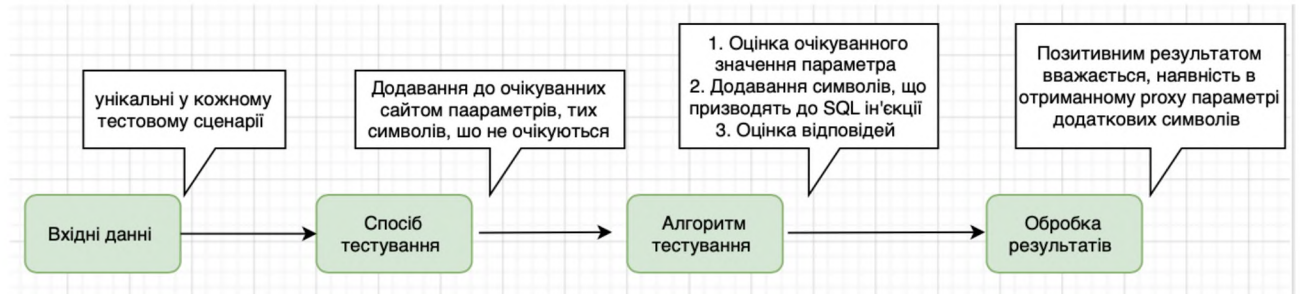 унікальні у кожному
тестовому сценарії
Додавання до очікуванних
сайтом паараметрів, тих
символів, шо не очікуються
1. Оцінка очікуванного
значення параметра
2. Додавання символів, що
призводять до SQL ін'єкції
3. Оцінка відповідей
Позитивним результатом
вважається, наявність в
отриманному proxy параметрі
додаткових символів
Вхідні данні
Спосіб
тестування
Алгоритм
тестування
Обробка
результатів